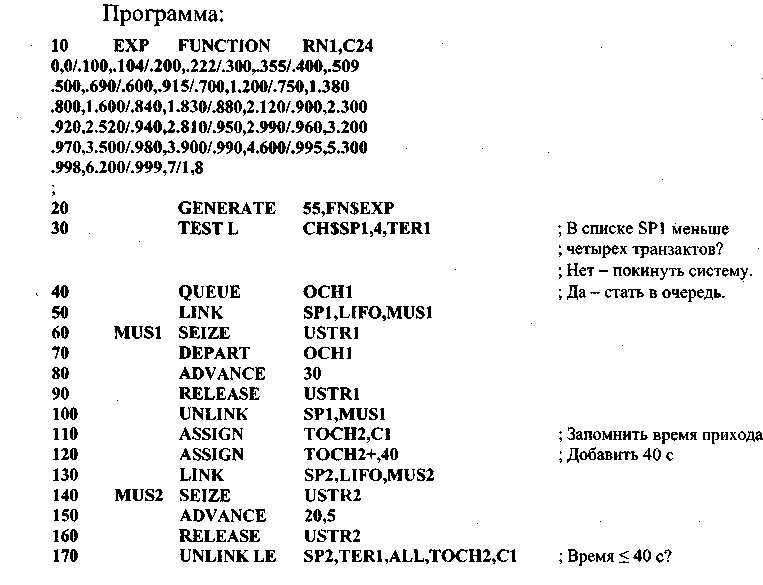 Программа:
10 EXP FUNCTION RN1,C24
0,0/.100,.104/.200,.222/.300,.355/.400,.509
.500,.690/.600,.915/.700,1.200/.750,1.380
.800,1.600/.840,1.830/.880,2.120/.900,2.300
.920,2.520/.940,2.810/.950,2.990/.960,3.200
.970,3.500/.980,3.900/.990,4.600/.995,5.300
.998,6.200/.999,7/1,8
;
20 GENERATE 55,FN$EXP
30 TEST L CH$SP1,4,TER1 ; В списке SP1 меньше
; четырех транзактов?
; Нет – покинуть систему.
40 QUEUE OCH1 ; Да – стать в очередь.
50 LINK SP1,LIFO,MUS1
60 MUS1 SEIZE USTR1
70 DEPART OCH1
80 ADVANCE 30
90 RELEASE USTR1
100 UNLINK SP1,MUS1
110 ASSIGN TOCH2,C1 ; Запомнить время прихода
120 ASSIGN TOCH2+,40 ; Добавить 40 с
130 LINK SP2,LIFO,MUS2
140 MUS2 SEIZE USTR2
150 ADVANCE 20,5
160 RELEASE USTR2
170 UNLINK LE SP2,TER1,ALL,TOCH2,C1 ; Время ≤ 40 с?